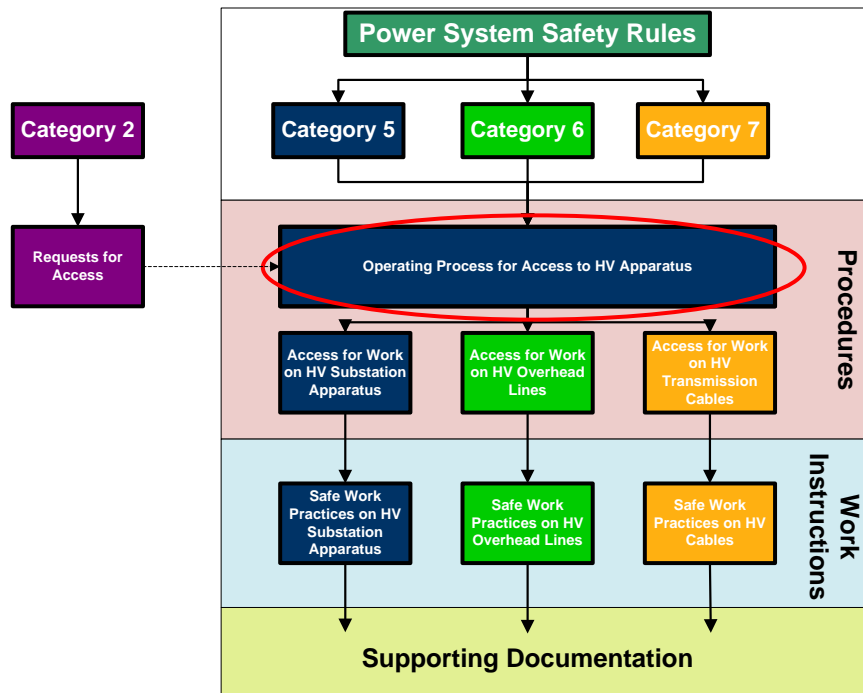 Power System Safety Rules
Category 2
Category 5
Category 6
Category 7
Requests for
Access
Operating Process for Access to HV Apparatus
Procedures
Access for Work
on HV Substation
Apparatus
Access for Work
on HV Overhead
Lines
Access for Work
on HV
Transmission
Cables
Work
Instructions
Safe Work
Practices on HV
Substation
Apparatus
Safe Work
Practices on HV
Overhead Lines
Safe Work
Practices on HV
Cables
Supporting Documentation